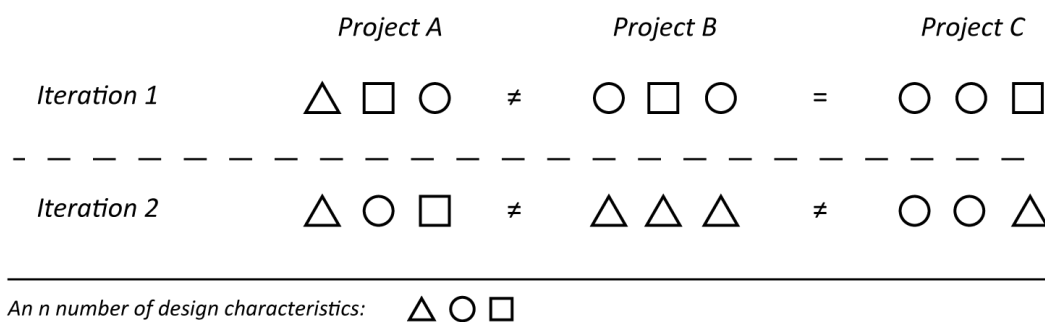 Project A Project B Project C
Iteration 1 ≠ =
Iteration 2 ≠ ≠
An n number of design characteristics: